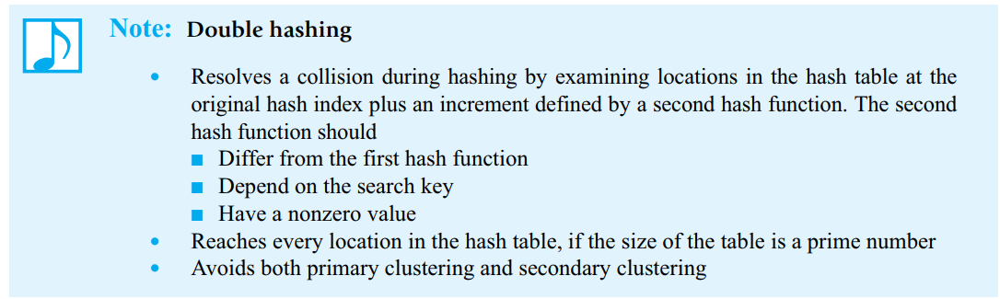 Note: Double hashing
• Resolves a collision during hashing by examining locations in the hash table at the
original hash index plus an increment defined by a second hash function. The second
hash function should
■ Differ from the first hash function
■ Depend on the search key
■ Have a nonzero value
• Reaches every location in the hash table, if the size of the table is a prime number
• Avoids both primary clustering and secondary clustering